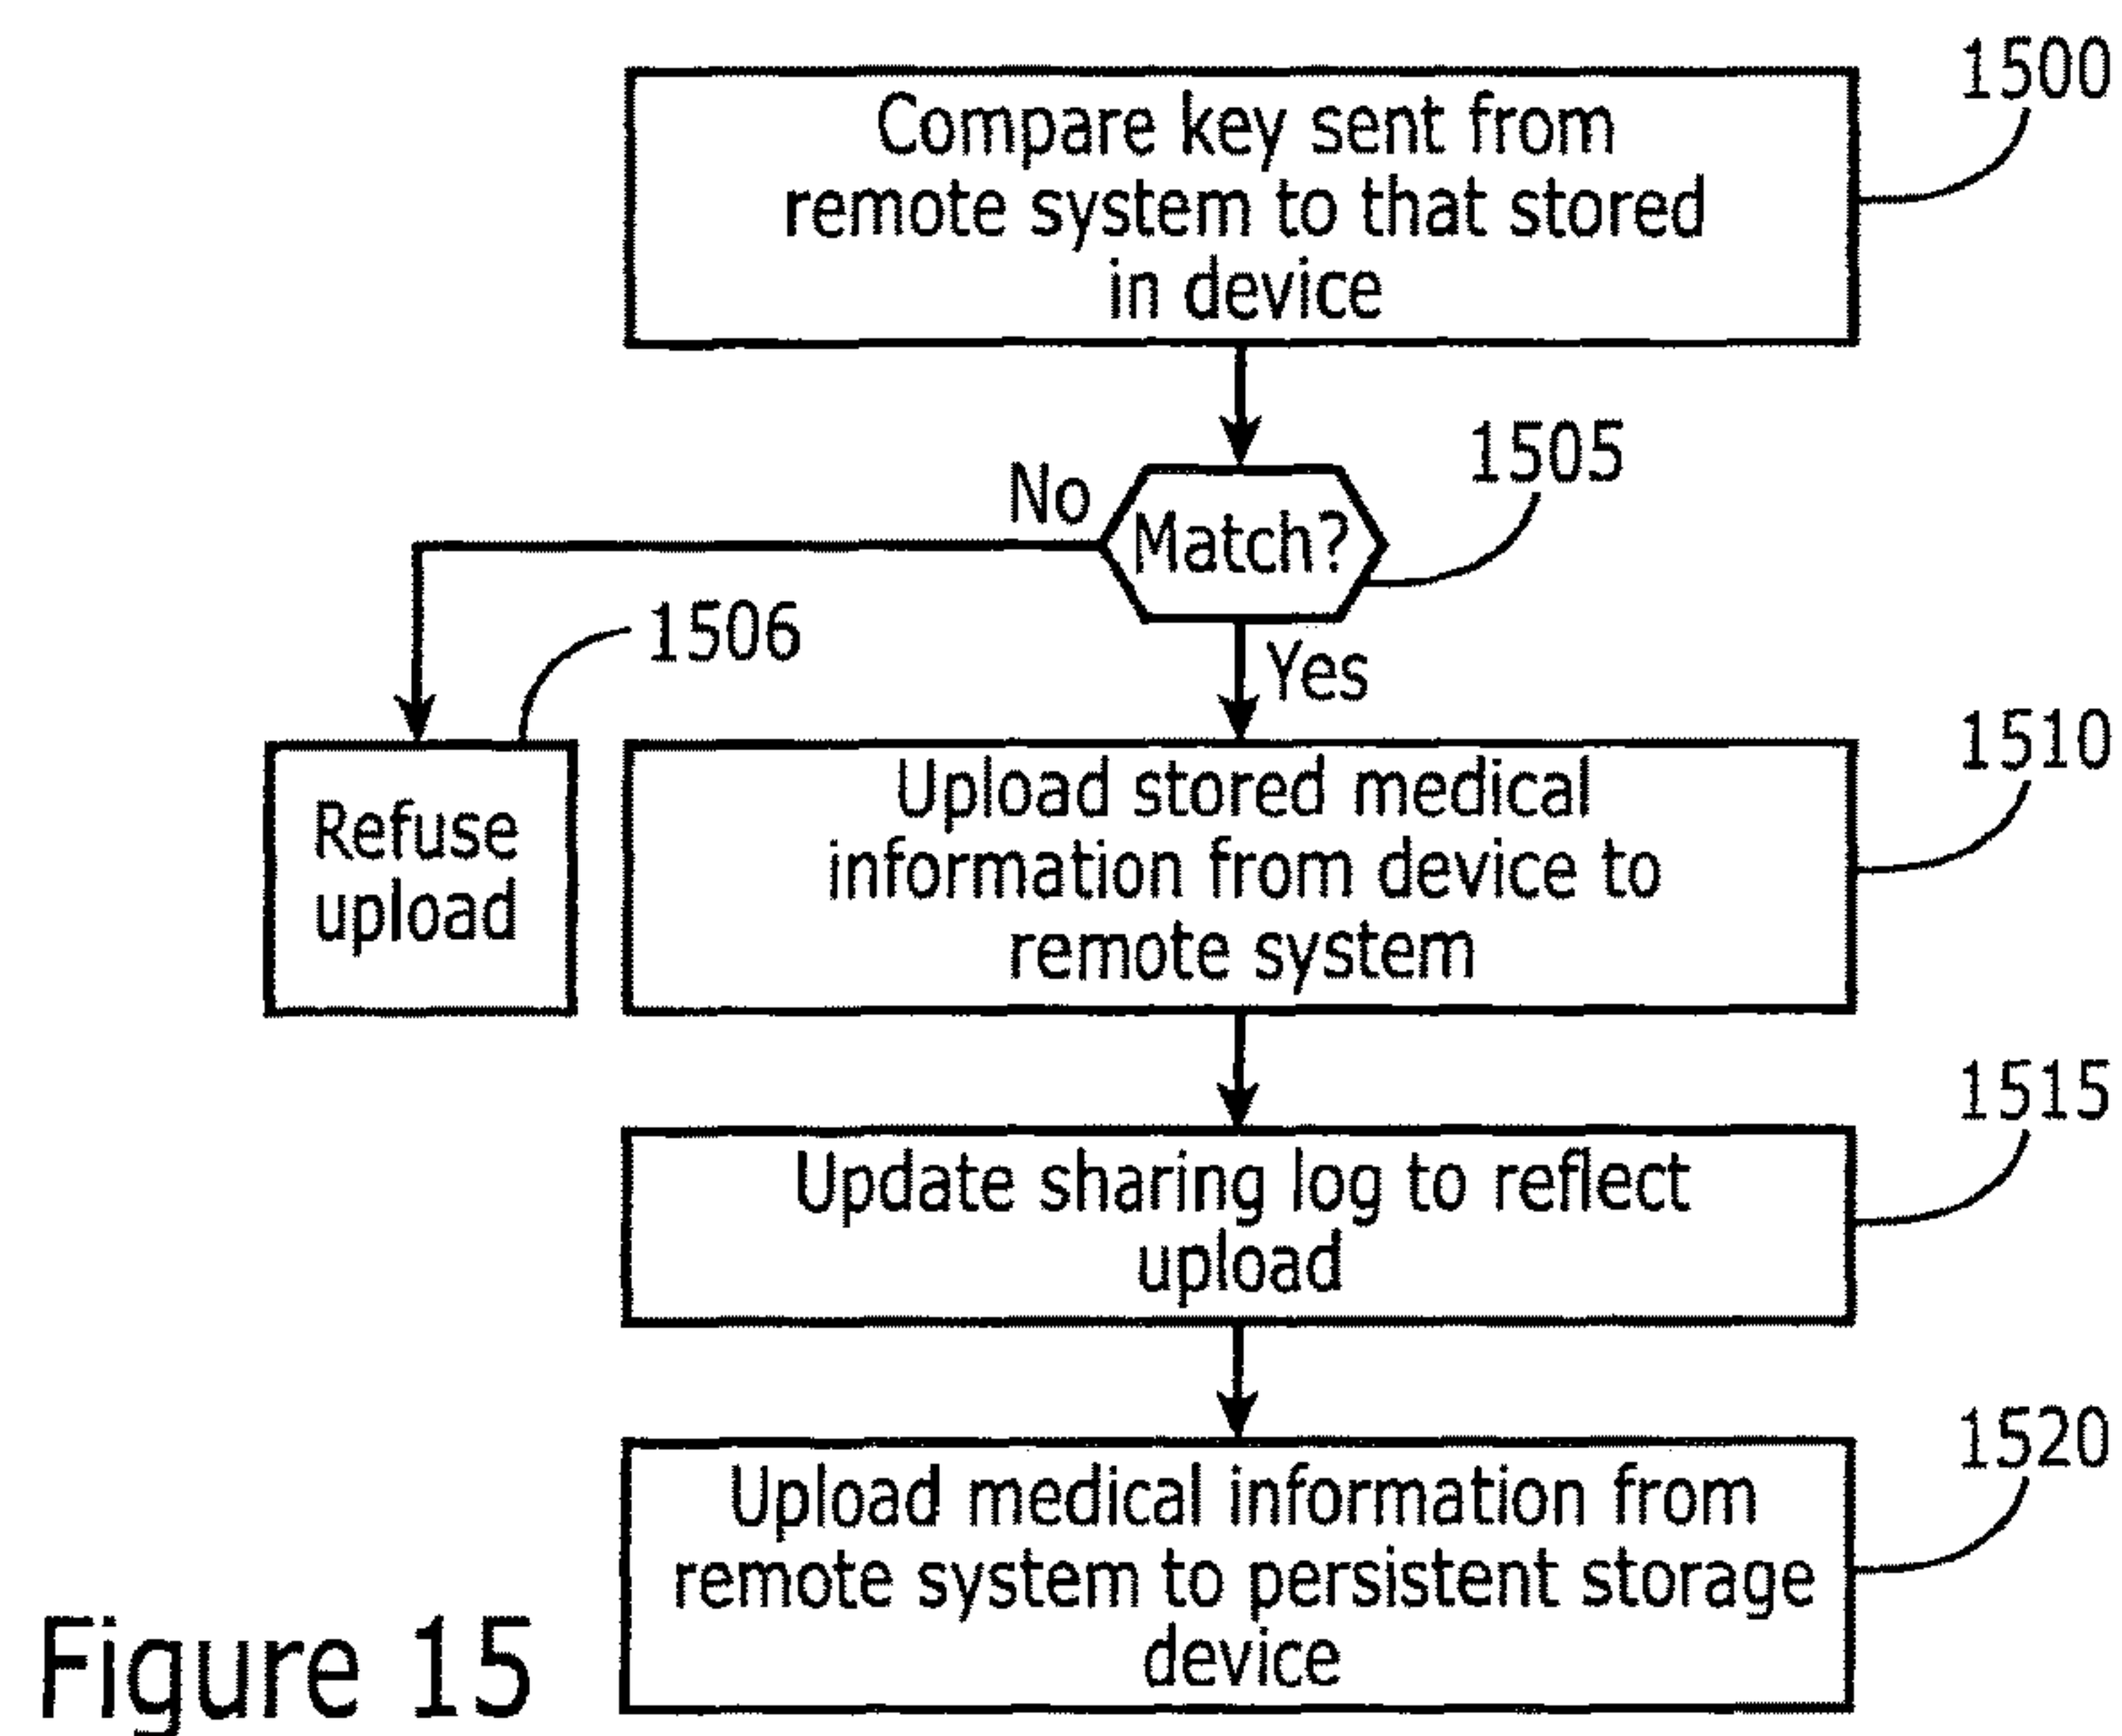 1500
Compare key sent from
remote system to that stored
in device
1505
No
Match?
1506
Yes
1510
Refuse
upload
Upload stored medical
information from device to
remote system
1515
Update sharing log to reflect
upload
1520
Upload medical information from
remote system to persistent storage
device
Figure 15